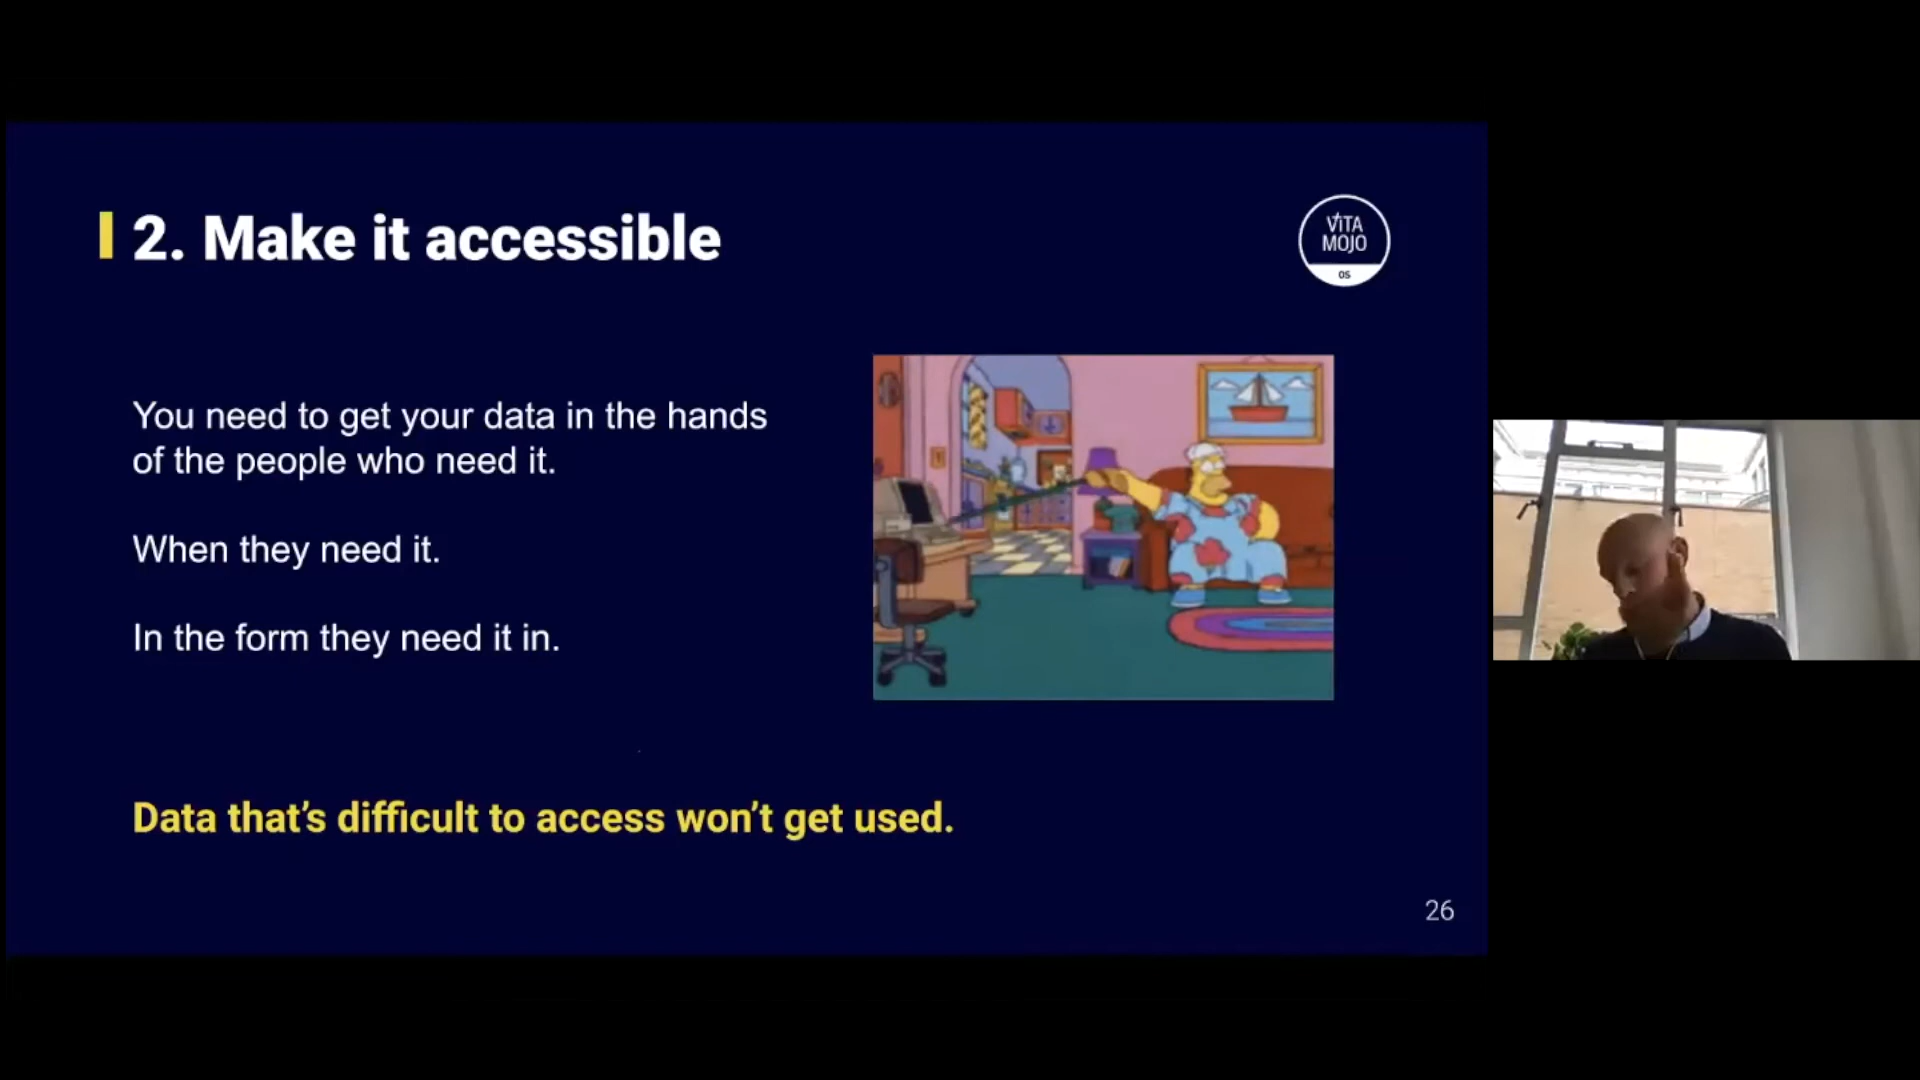 2. Make it accessible
VITA
MOJO
OS
You need to get your data in the hands
of the people who need it.
When they need it.
In the form they need it in.
Data that’s difficult to access won’t get used.
26